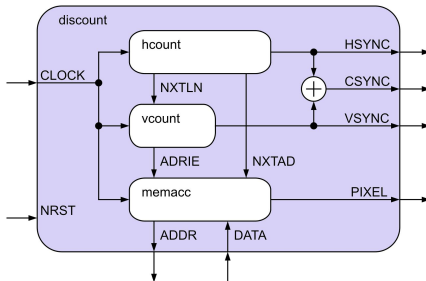 discount
hcount
HSYNC
CLOCK
CSYNC
NXTLN
vcount
VSYNC
ADRIE
NXTAD
memacc
PIXEL
NRST
ADDR
DATA